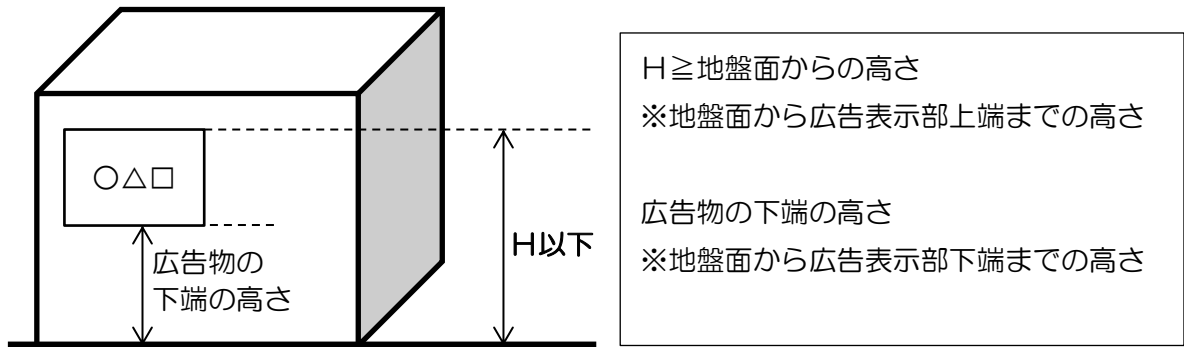 ○△□
広告物の
下端の高さ
H以下
H≧地盤面からの高さ
※地盤面から広告表示部上端までの高さ
広告物の下端の高さ
※地盤面から広告表示部下端までの高さ